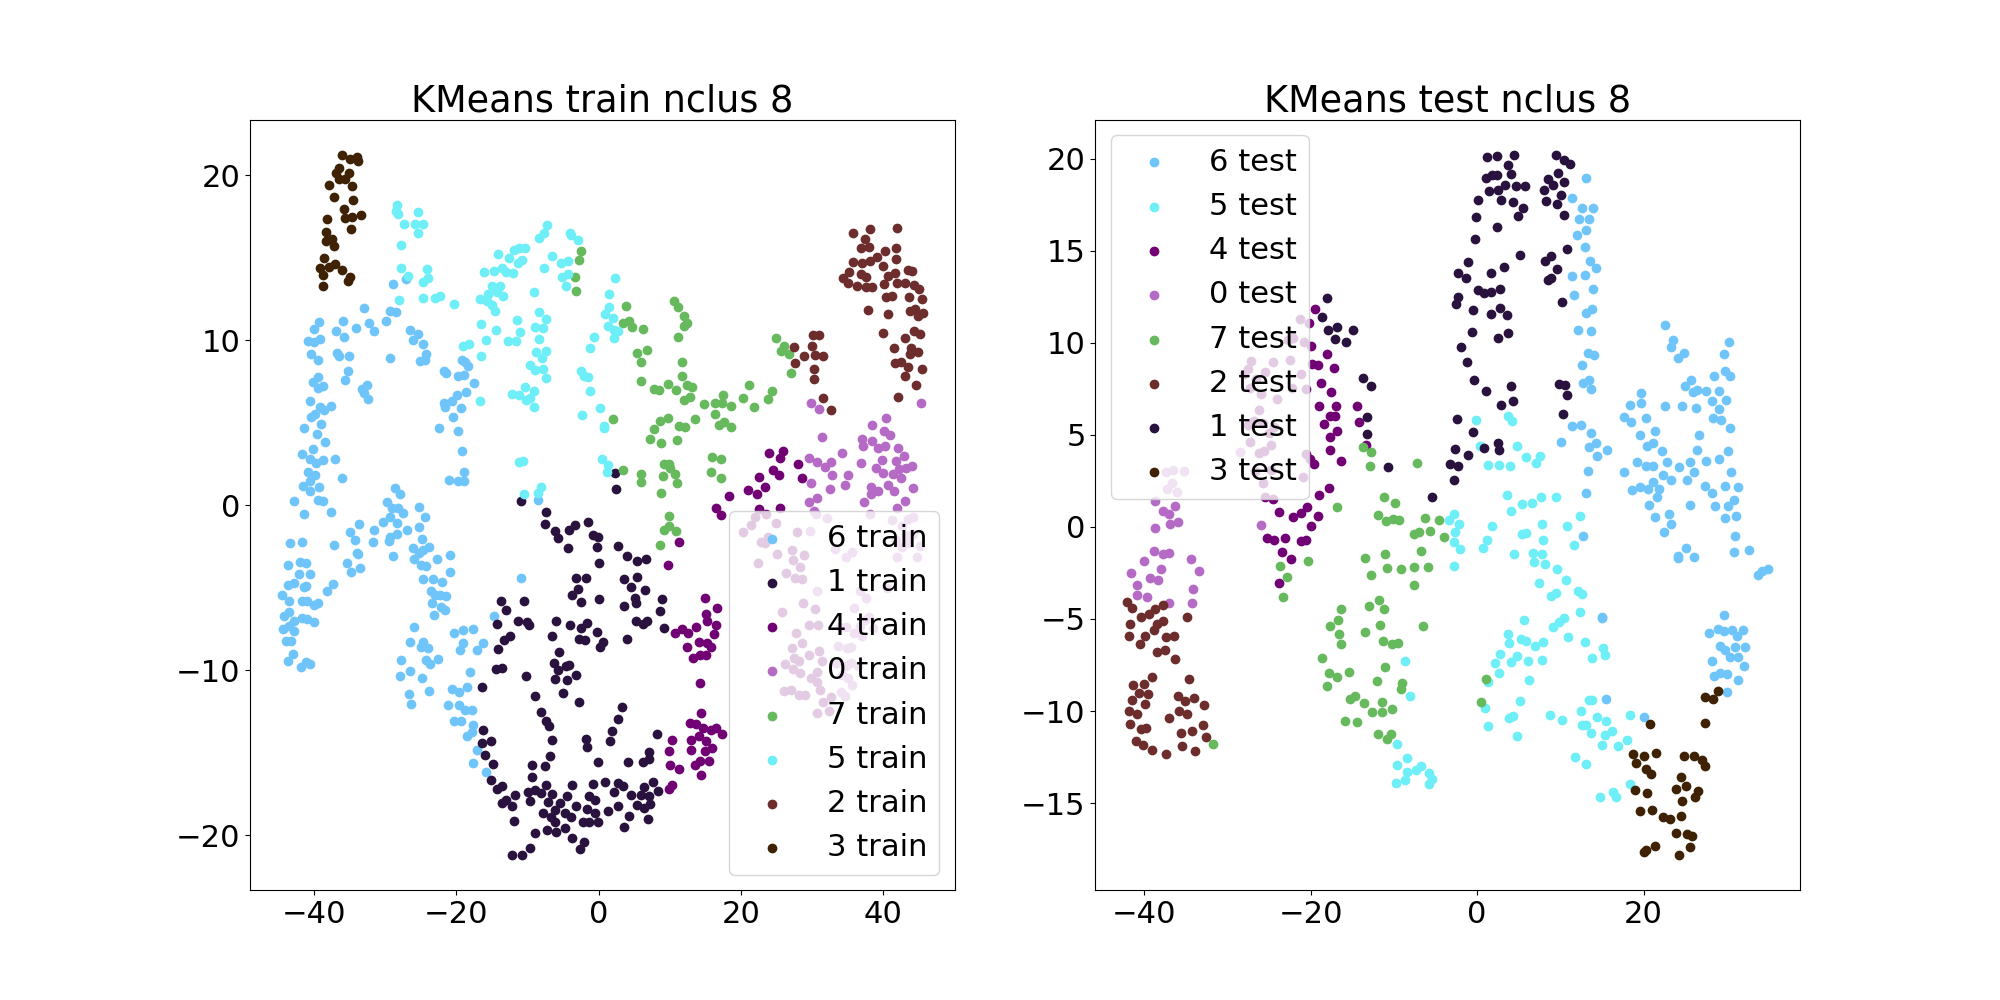 KMeans train nclus 8
20
10
0
−10
−20
−40
−20
0
20
40
6 train
1 train
4 train
0 train
7 train
5 train
2 train
3 train
KMeans test nclus 8
20
15
10
5
0
−5
−10
−15
−40
−20
0
20
6 test
5 test
4 test
0 test
7 test
2 test
1 test
3 test